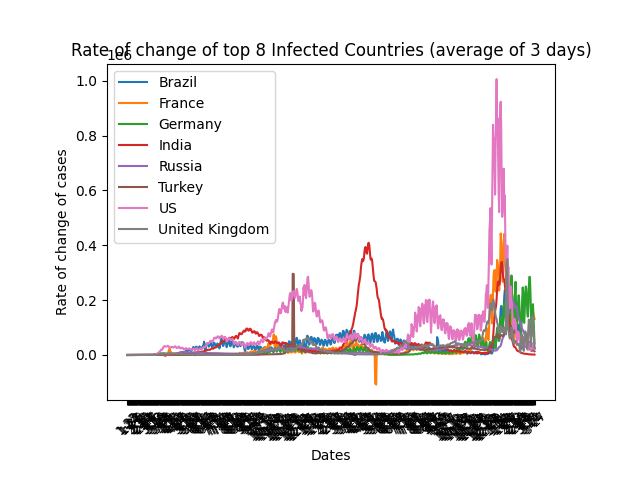 Rate of change of top 8 Infected Countries (average of 3 days)
1e6
1.0
0.8
0.6
0.4
0.2
0.0
Rate of change of cases
Brazil
France
Germany
India
Russia
Turkey
US
United Kingdom
Dates